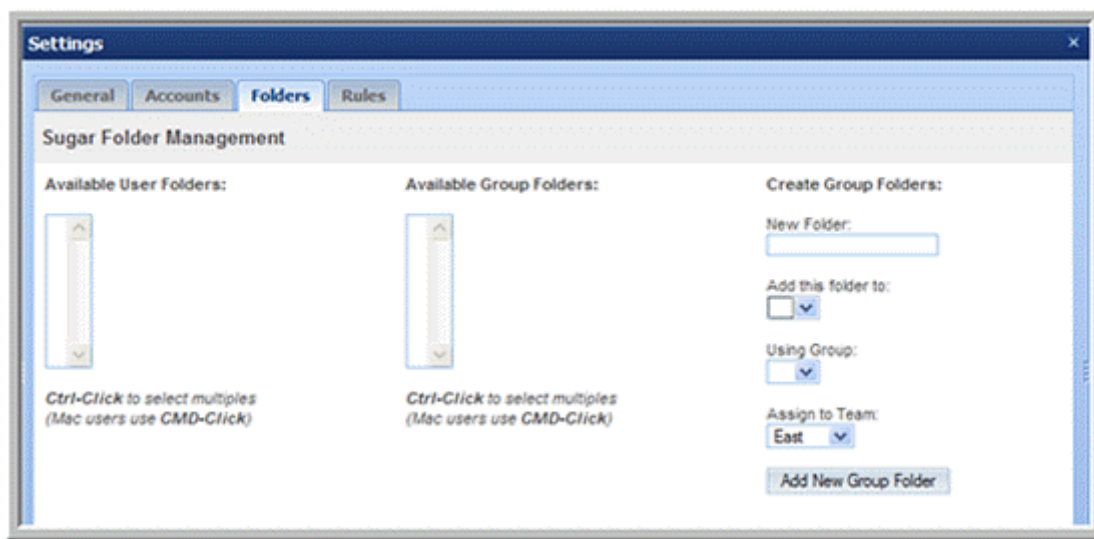 Settings
General Accounts Folders Rules
Sugar Folder Management
Available User Folders:
Ctrl-Click to select multiples
(Mac users use CMD-Click)
Available Group Folders:
Ctrl-Click to select multiples
(Mac users use CMD-Click)
Create Group Folders:
New Folder:
Add this folder to:
Using Group:
Assign to Team:
East
Add New Group Folder